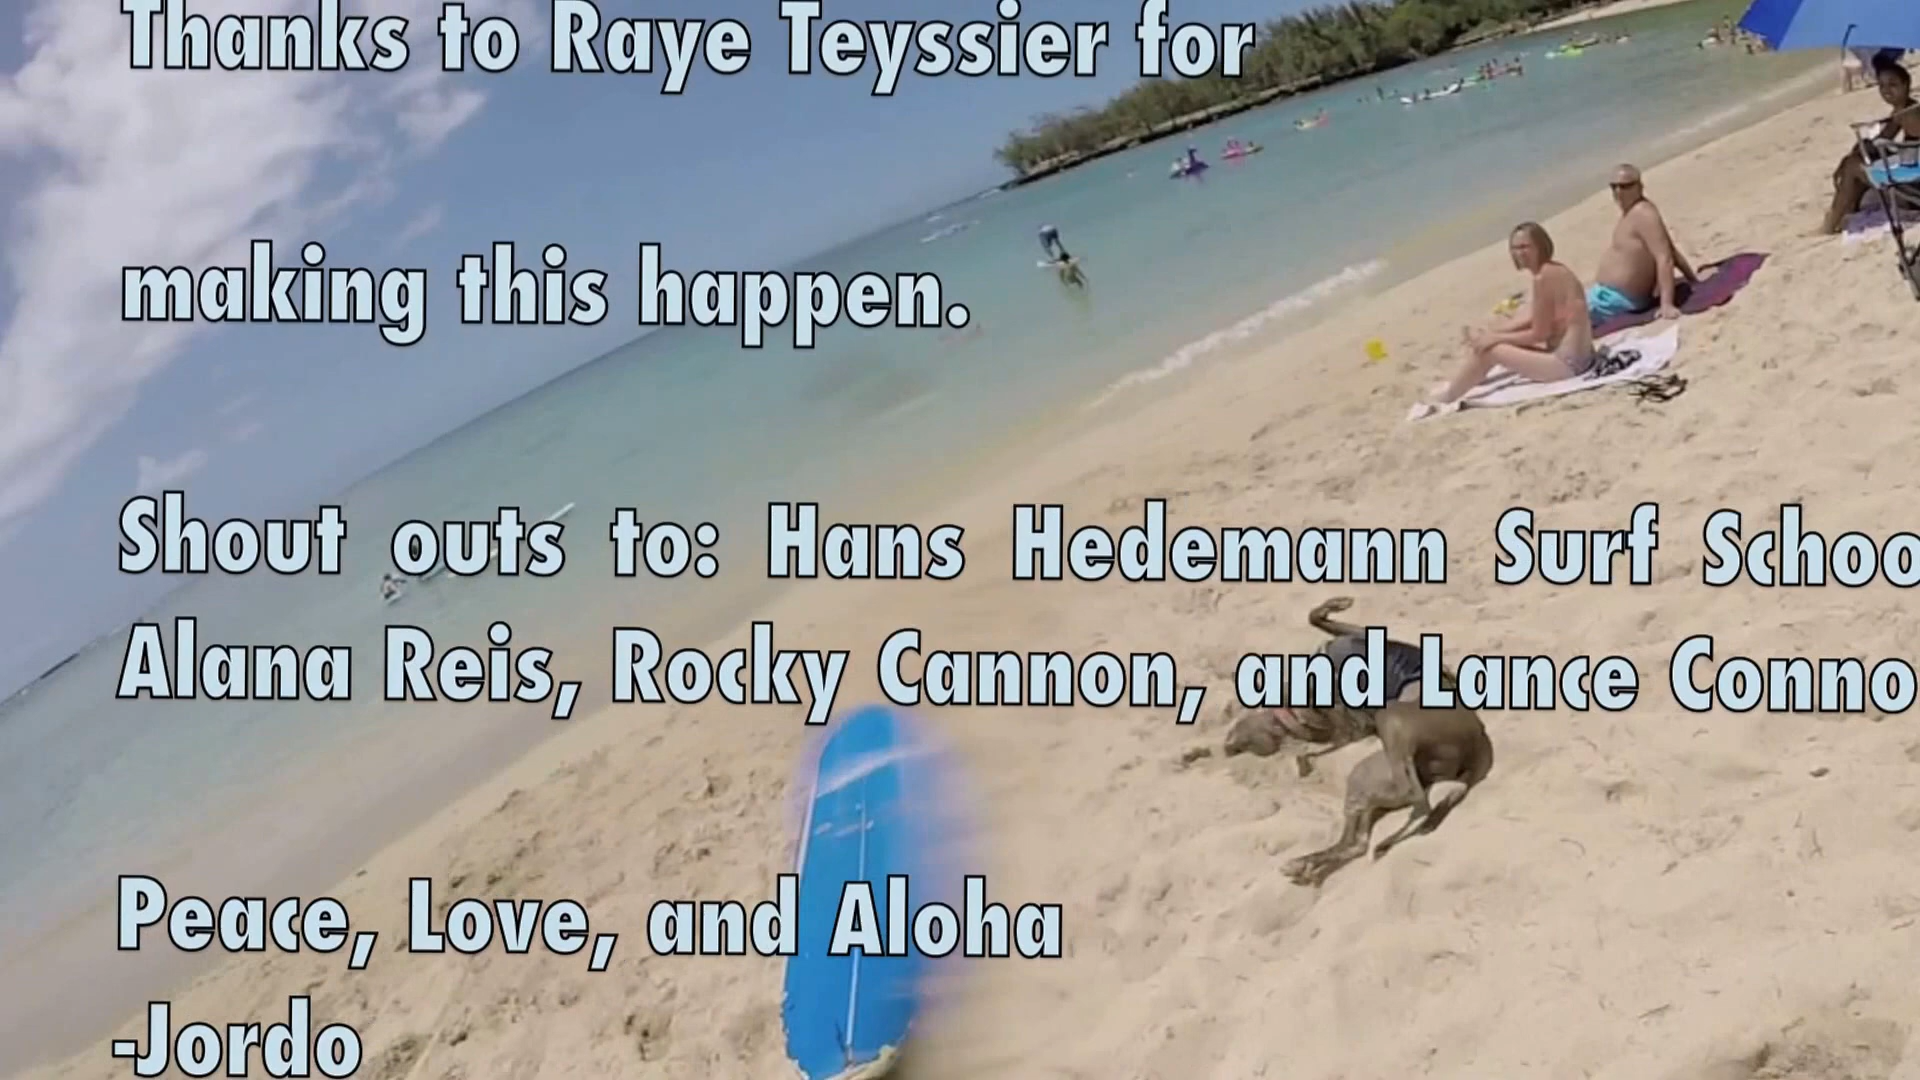 Thanks to Raye Teyssier for
making this happen.
Shout outs to: Hans Hedemann Surf Schoo
Alana Reis, Rocky Cannon, and Lance Conno
Peace, Love, and Aloha
-Jordo